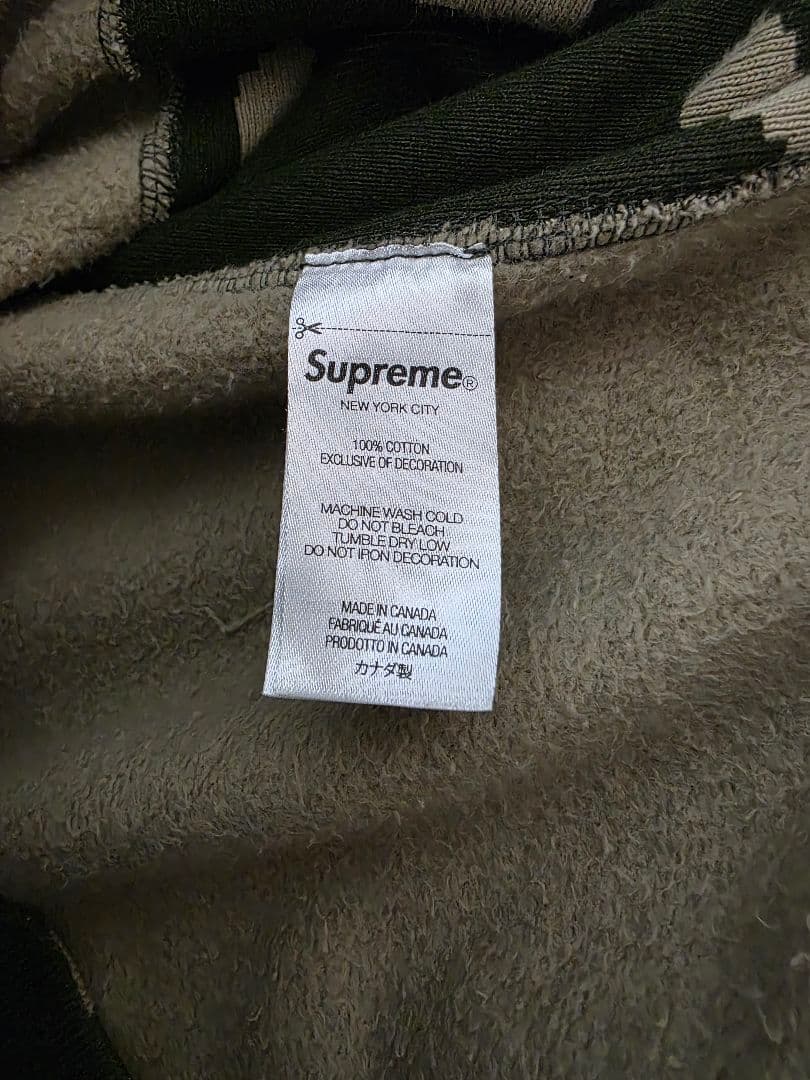 Supreme®
NEW YORK CITY
100% COTTON
EXCLUSIVE OF DECORATION
MACHINE WASH COLD
DO NOT BLEACH
TUMBLE DRY LOW
DO NOT IRON DECORATION
MADE IN CANADA
FABRIQUÉ AU CANADA
PRODOTTO IN CANADA
カナダ製